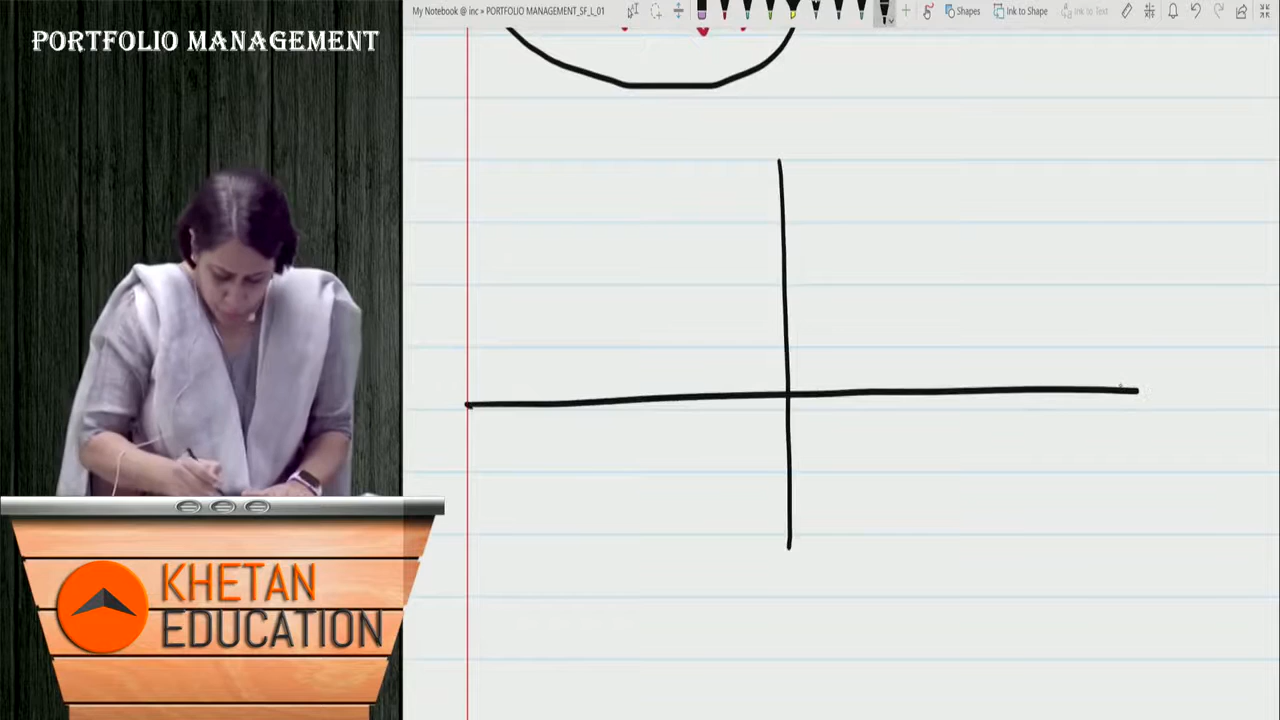 PORTFOLIO MANAGEMENT
My Notebook @ inc » PORTFOLIO MANAGEMENT_SF_L_01
Shapes
Ink to Shape
Ink to Text
KHETAN
EDUCATION